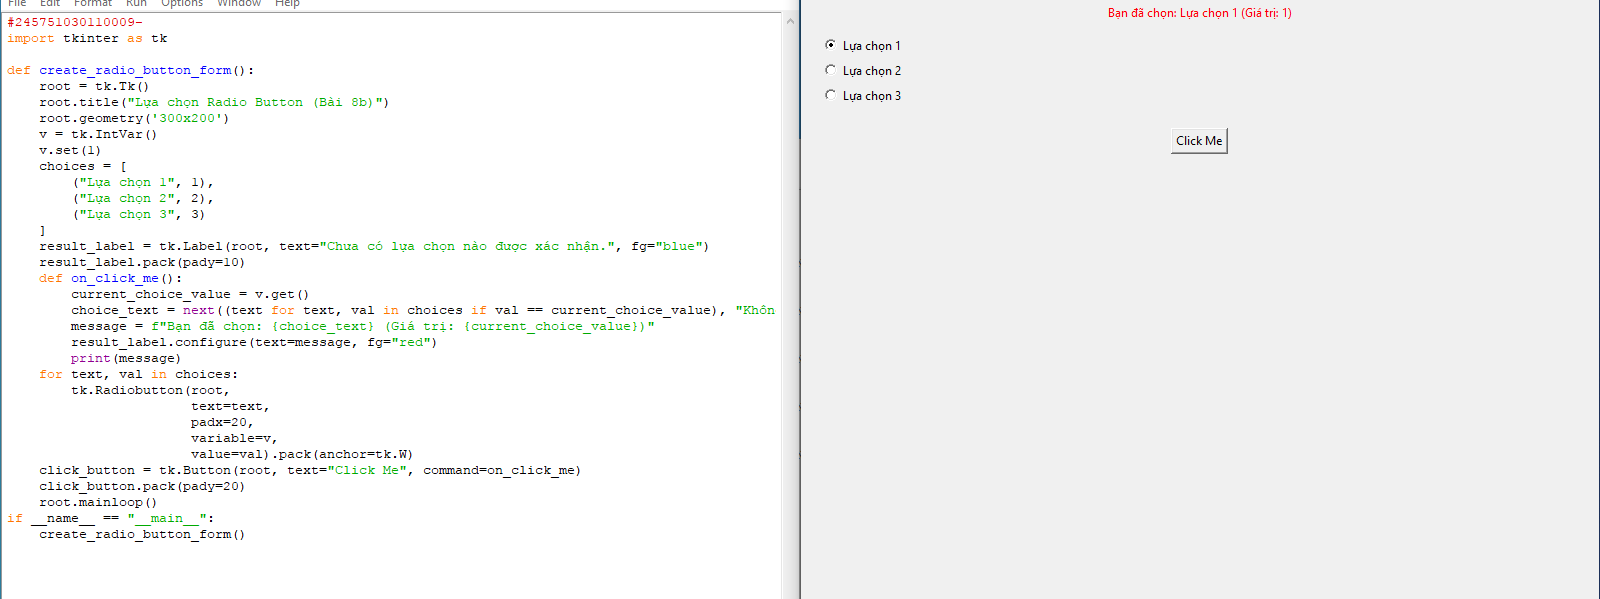 File Edit Format Run Options Window Help
#245751030110009-
import tkinter as tk
def create_radio_button_form():
    root = tk.Tk()
    root.title("Lựa chọn Radio Button (Bài 8b)")
    root.geometry('300x200')
    v = tk.IntVar()
    v.set(1)
    choices = [
        ("Lựa chọn 1", 1),
        ("Lựa chọn 2", 2),
        ("Lựa chọn 3", 3)
    ]
    result_label = tk.Label(root, text="Chưa có lựa chọn nào được xác nhận.", fg="blue")
    result_label.pack(pady=10)
    def on_click_me():
        current_choice_value = v.get()
        choice_text = next((text for text, val in choices if val == current_choice_value), "Khôn
        message = f"Bạn đã chọn: {choice_text} (Giá trị: {current_choice_value})"
        result_label.configure(text=message, fg="red")
        print(message)
    for text, val in choices:
        tk.Radiobutton(root,
                       text=text,
                       padx=20,
                       variable=v,
                       value=val).pack(anchor=tk.W)
    click_button = tk.Button(root, text="Click Me", command=on_click_me)
    click_button.pack(pady=20)
    root.mainloop()
if __name__ == "__main__":
    create_radio_button_form()
Bạn đã chọn: Lựa chọn 1 (Giá trị: 1)
Lựa chọn 1
Lựa chọn 2
Lựa chọn 3
Click Me